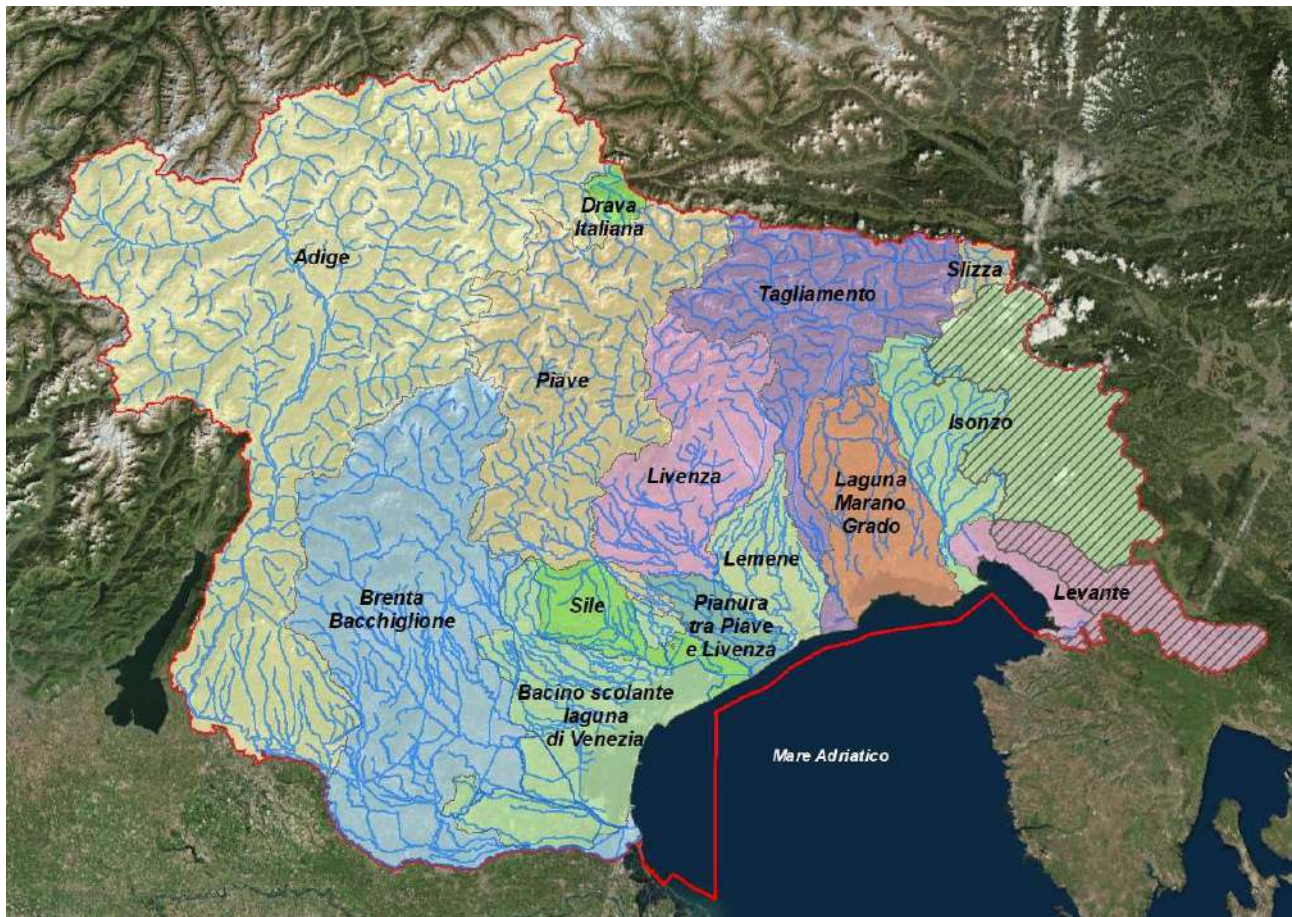 Drava
Italiana
Adige
Slizza
Tagliamento
Piave
Isonzo
Livenza
Laguna
Marano
Grado
Lemene
Brenta
Bacchiglione
Sile
Pianura
tra Piave
e Livenza
Levante
Bacino scolante
laguna
di Venezia
Mare Adriatico